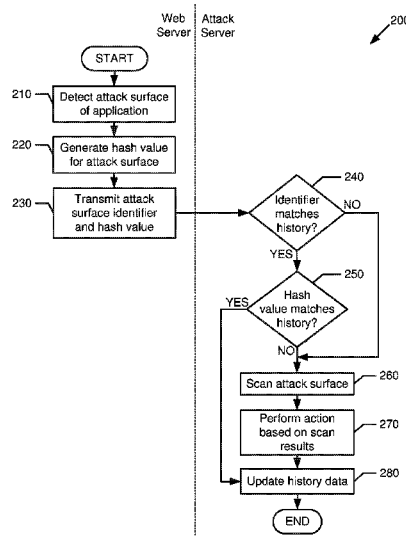 Web Server
Attack Server
200
START
210
Detect attack surface
of application
220
Generate hash value
for attack surface
230
Transmit attack
surface identifier
and hash value
240
Identifier
matches
history?
NO
YES
250
YES
Hash
value matches
history?
NO
Scan attack surface
260
Perform action
based on scan
results
270
Update history data
280
END